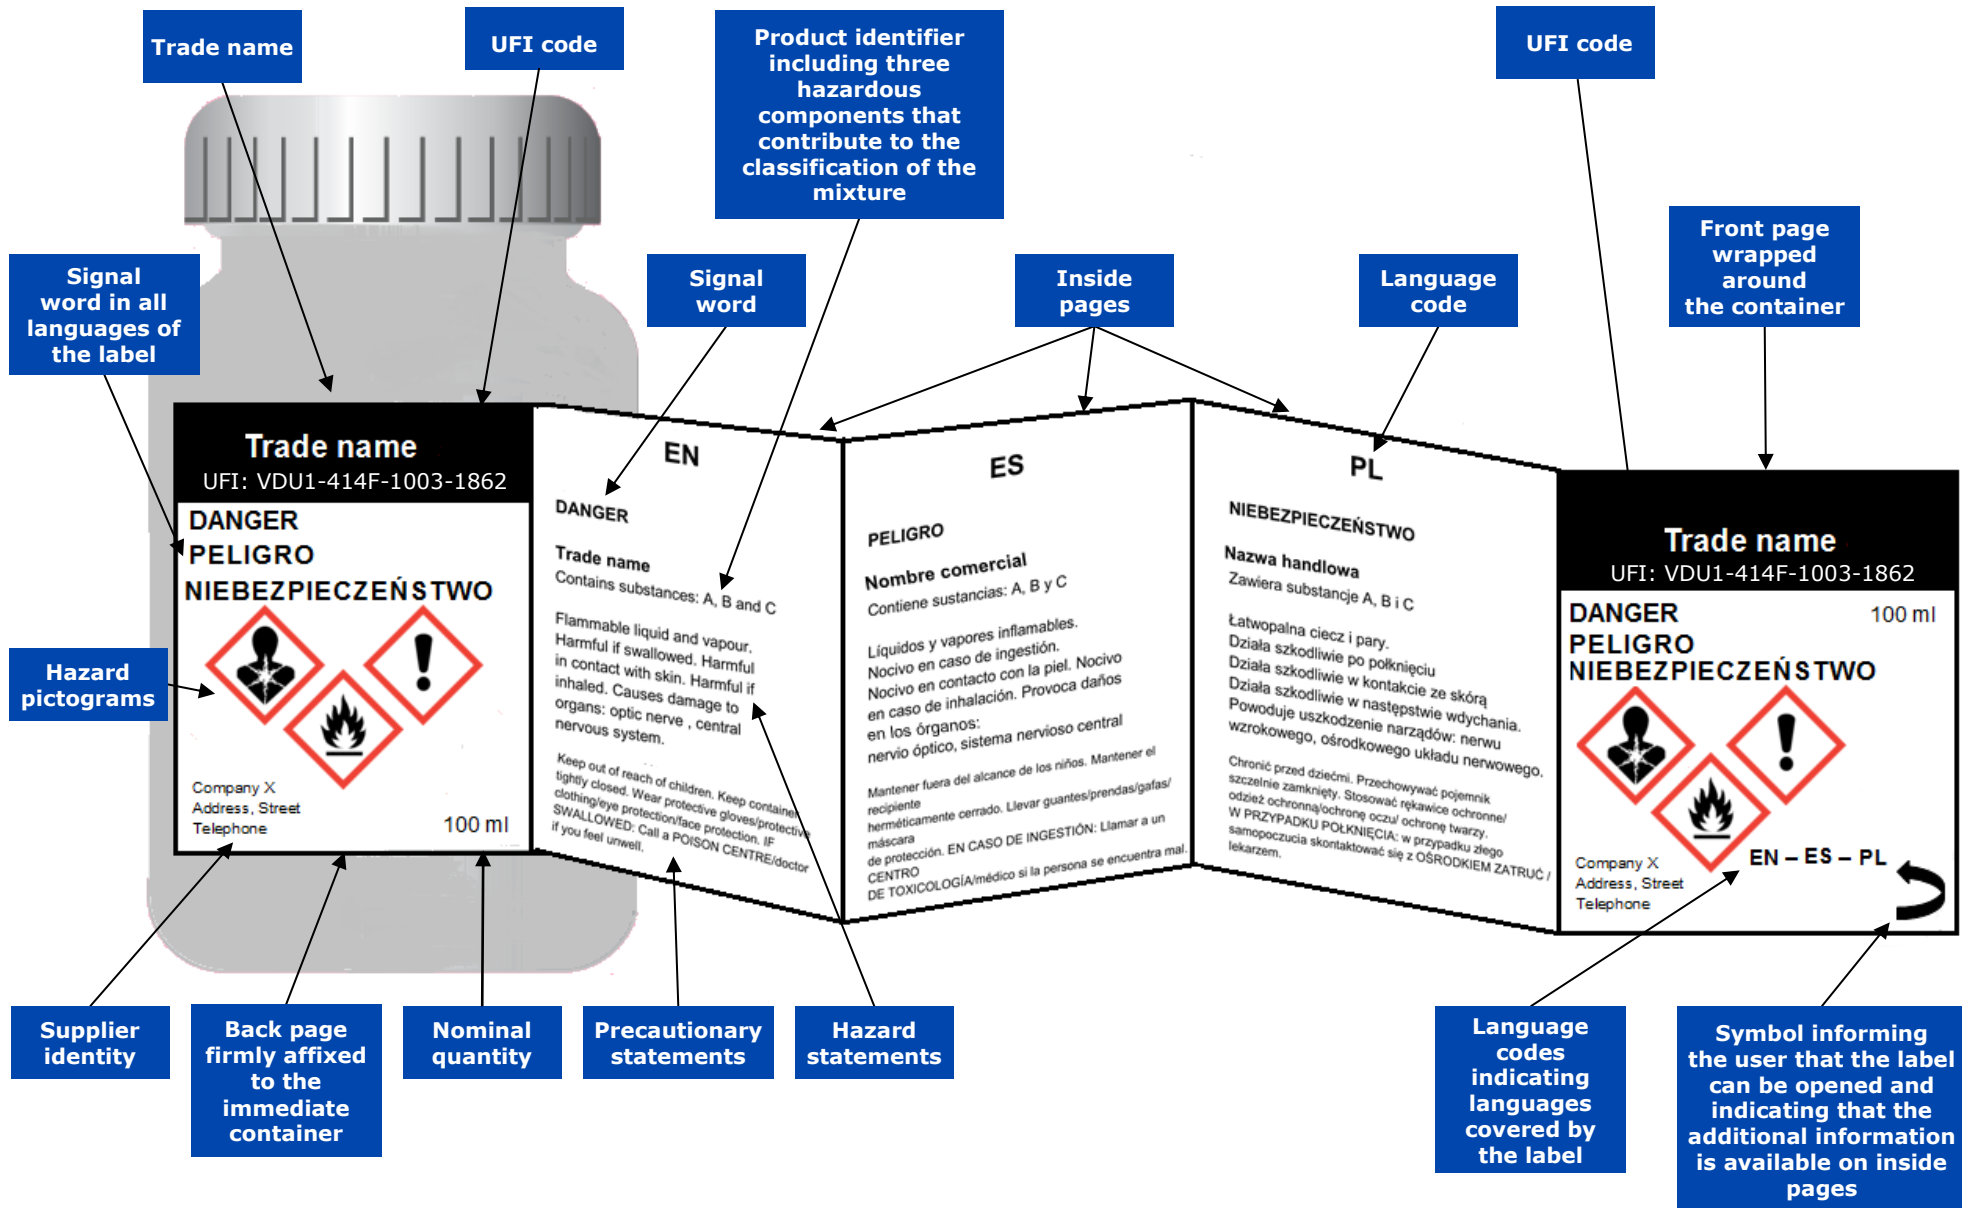 Trade name
UFI code
Product identifier
including three
hazardous
components that
contribute to the
classification of the
mixture
UFI code
Signal
word in all
languages of
the label
Signal
word
Inside
pages
Language
code
Front page
wrapped
around
the container
Trade name
UFI: VDU1-414F-1003-1862
DANGER
PELIGRO
NIEBEZPIECZEŃSTWO
Company X
Address, Street
Telephone
100 ml
Hazard
pictograms
EN
DANGER
Trade name
Contains substances: A, B and C
Flammable liquid and vapour.
Harmful if swallowed. Harmful
in contact with skin. Harmful if
inhaled. Causes damage to
organs: optic nerve , central
nervous system.
Keep out of reach of children. Keep container
tightly closed. Wear protective gloves/protective
clothing/eye protection/face protection. IF
SWALLOWED: Call a POISON CENTRE/doctor
if you feel unwell.
ES
PELIGRO
Nombre comercial
Contiene sustancias: A, B y C
Líquidos y vapores inflamables.
Nocivo en caso de ingestión.
Nocivo en contacto con la piel. Nocivo
en caso de inhalación. Provoca daños
en los órganos:
nervio óptico, sistema nervioso central
Mantener fuera del alcance de los niños. Mantener el
recipiente
herméticamente cerrado. Llevar guantes/prendas/gafas/
máscara
de protección. EN CASO DE INGESTIÓN: Llamar a un
CENTRO
DE TOXICOLOGÍA/médico si la persona se encuentra mal.
PL
NIEBEZPIECZEŃSTWO
Nazwa handlowa
Zawiera substancje A, B i C
Łatwopalna ciecz i pary.
Działa szkodliwie po połknięciu
Działa szkodliwie w kontakcie ze skórą
Działa szkodliwie w następstwie wdychania.
Powoduje uszkodzenie narządów: nerwu
wzrokowego, ośrodkowego układu nerwowego.
Chronić przed dziećmi. Przechowywać pojemnik
szczelnie zamknięty. Stosować rękawice ochronne/
odzież ochronną/ochronę oczu/ ochronę twarzy.
W PRZYPADKU POŁKNIĘCIA: w przypadku złego
samopoczucia skontaktować się z OŚRODKIEM ZATRUĆ /
lekarzem.
Trade name
UFI: VDU1-414F-1003-1862
DANGER
100 ml
PELIGRO
NIEBEZPIECZEŃSTWO
EN – ES – PL
Company X
Address, Street
Telephone
Supplier
identity
Back page
firmly affixed
to the
immediate
container
Nominal
quantity
Precautionary
statements
Hazard
statements
Language
codes
indicating
languages
covered by
the label
Symbol informing
the user that the label
can be opened and
indicating that the
additional information
is available on inside
pages